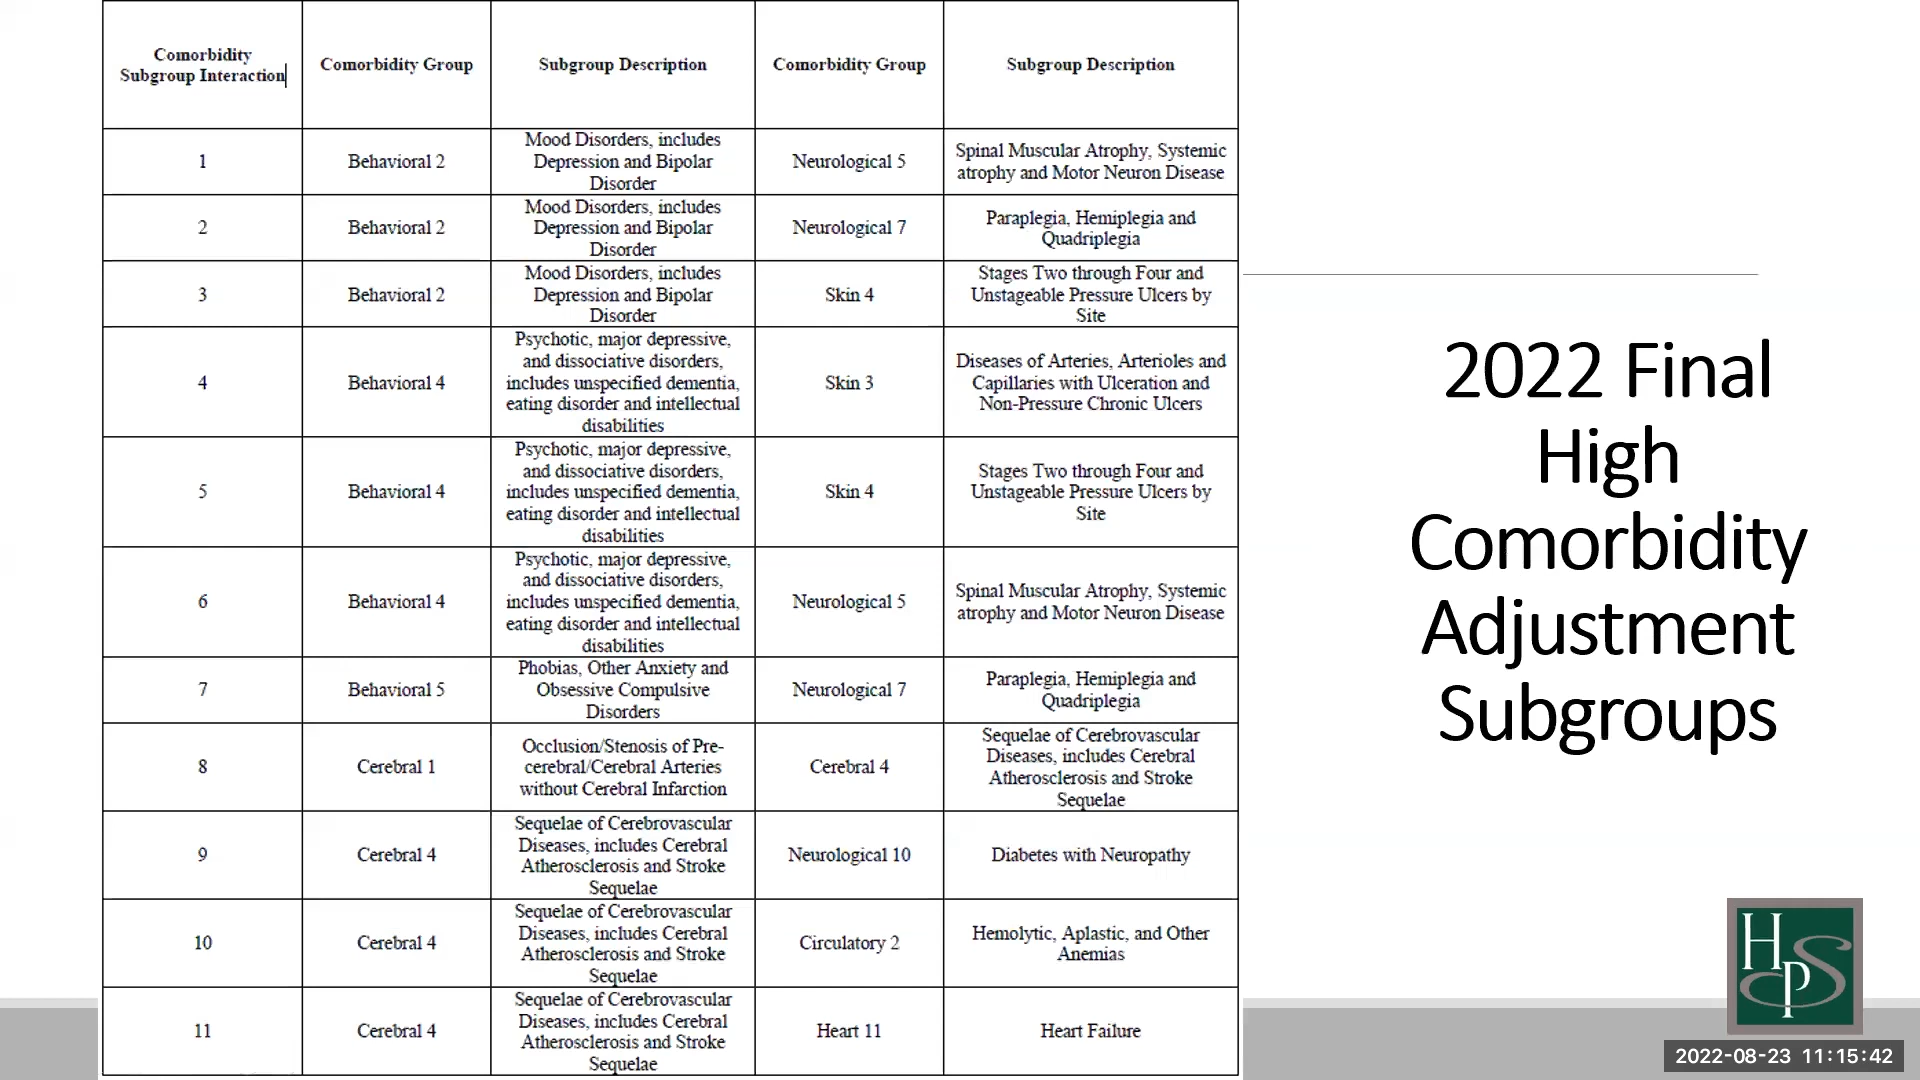 Comorbidity
Subgroup Interaction
Comorbidity Group
Subgroup Description
Comorbidity Group
Subgroup Description
1
Behavioral 2
Mood Disorders, includes
Depression and Bipolar
Disorder
Neurological 5
Spinal Muscular Atrophy, Systemic
atrophy and Motor Neuron Disease
2
Behavioral 2
Mood Disorders, includes
Depression and Bipolar
Disorder
Neurological 7
Paraplegia, Hemiplegia and
Quadriplegia
3
Behavioral 2
Mood Disorders, includes
Depression and Bipolar
Disorder
Skin 4
Stages Two through Four and
Unstageable Pressure Ulcers by
Site
4
Behavioral 4
Psychotic, major depressive,
and dissociative disorders,
includes unspecified dementia,
eating disorder and intellectual
disabilities
Skin 3
Diseases of Arteries, Arterioles and
Capillaries with Ulceration and
Non-Pressure Chronic Ulcers
5
Behavioral 4
Psychotic, major depressive,
and dissociative disorders,
includes unspecified dementia,
eating disorder and intellectual
disabilities
Skin 4
Stages Two through Four and
Unstageable Pressure Ulcers by
Site
6
Behavioral 4
Psychotic, major depressive,
and dissociative disorders,
includes unspecified dementia,
eating disorder and intellectual
disabilities
Neurological 5
Spinal Muscular Atrophy, Systemic
atrophy and Motor Neuron Disease
7
Behavioral 5
Phobias, Other Anxiety and
Obsessive Compulsive
Disorders
Neurological 7
Paraplegia, Hemiplegia and
Quadriplegia
8
Cerebral 1
Occlusion/Stenosis of Pre-
cerebral/Cerebral Arteries
without Cerebral Infarction
Cerebral 4
Sequelae of Cerebrovascular
Diseases, includes Cerebral
Atherosclerosis and Stroke
Sequelae
9
Cerebral 4
Sequelae of Cerebrovascular
Diseases, includes Cerebral
Atherosclerosis and Stroke
Sequelae
Neurological 10
Diabetes with Neuropathy
10
Cerebral 4
Sequelae of Cerebrovascular
Diseases, includes Cerebral
Atherosclerosis and Stroke
Sequelae
Circulatory 2
Hemolytic, Aplastic, and Other
Anemias
11
Cerebral 4
Sequelae of Cerebrovascular
Diseases, includes Cerebral
Atherosclerosis and Stroke
Sequelae
Heart 11
Heart Failure
2022 Final
High
Comorbidity
Adjustment
Subgroups
HPS
2022-08-23 11:15:42